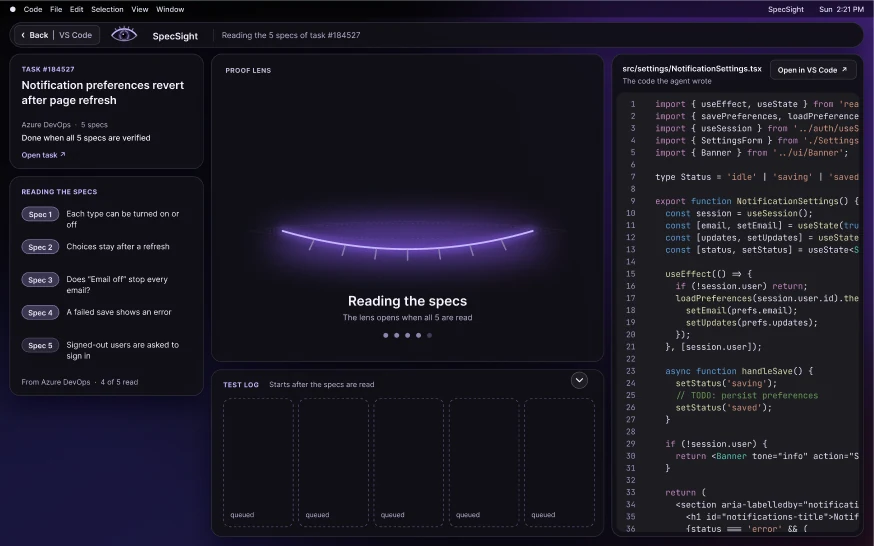 Code File Edit Selection View Window SpecSight Sun 2:21 PM
Back | VS Code SpecSight Reading the 5 specs of task #184527
TASK #184527
Notification preferences revert
after page refresh
Azure DevOps · 5 specs
Done when all 5 specs are verified
Open task ↗
READING THE SPECS
Spec 1 Each type can be turned on or
off
Spec 2 Choices stay after a refresh
Spec 3 Does "Email off" stop every
email?
Spec 4 A failed save shows an error
Spec 5 Signed-out users are asked to
sign in
From Azure DevOps · 4 of 5 read
PROOF LENS
Reading the specs
The lens opens when all 5 are read
TEST LOG Starts after the specs are read
queued queued queued queued queued
src/settings/NotificationSettings.tsx
The code the agent wrote
Open in VS Code ↗
1 import { useEffect, useState } from 'rea
2 import { savePreferences, loadPreference
3 import { useSession } from '../auth/useS
4 import { SettingsForm } from './Settings
5 import { Banner } from '../ui/Banner';
6
7 type Status = 'idle' | 'saving' | 'saved
8
9 export function NotificationSettings() {
10 const session = useSession();
11 const [email, setEmail] = useState(tru
12 const [updates, setUpdates] = useState
13 const [status, setStatus] = useState<S
14
15 useEffect(() => {
16 if (!session.user) return;
17 loadPreferences(session.user.id).the
18 setEmail(prefs.email);
19 setUpdates(prefs.updates);
20 });
21 }, [session.user]);
22
23 async function handleSave() {
24 setStatus('saving');
25 // TODO: persist preferences
26 setStatus('saved');
27 }
28
29 if (!session.user) {
30 return <Banner tone="info" action="S
31 }
32
33 return (
34 <section aria-labelledby="notificati
35 <h1 id="notifications-title">Notif
36 {status === 'error' && (